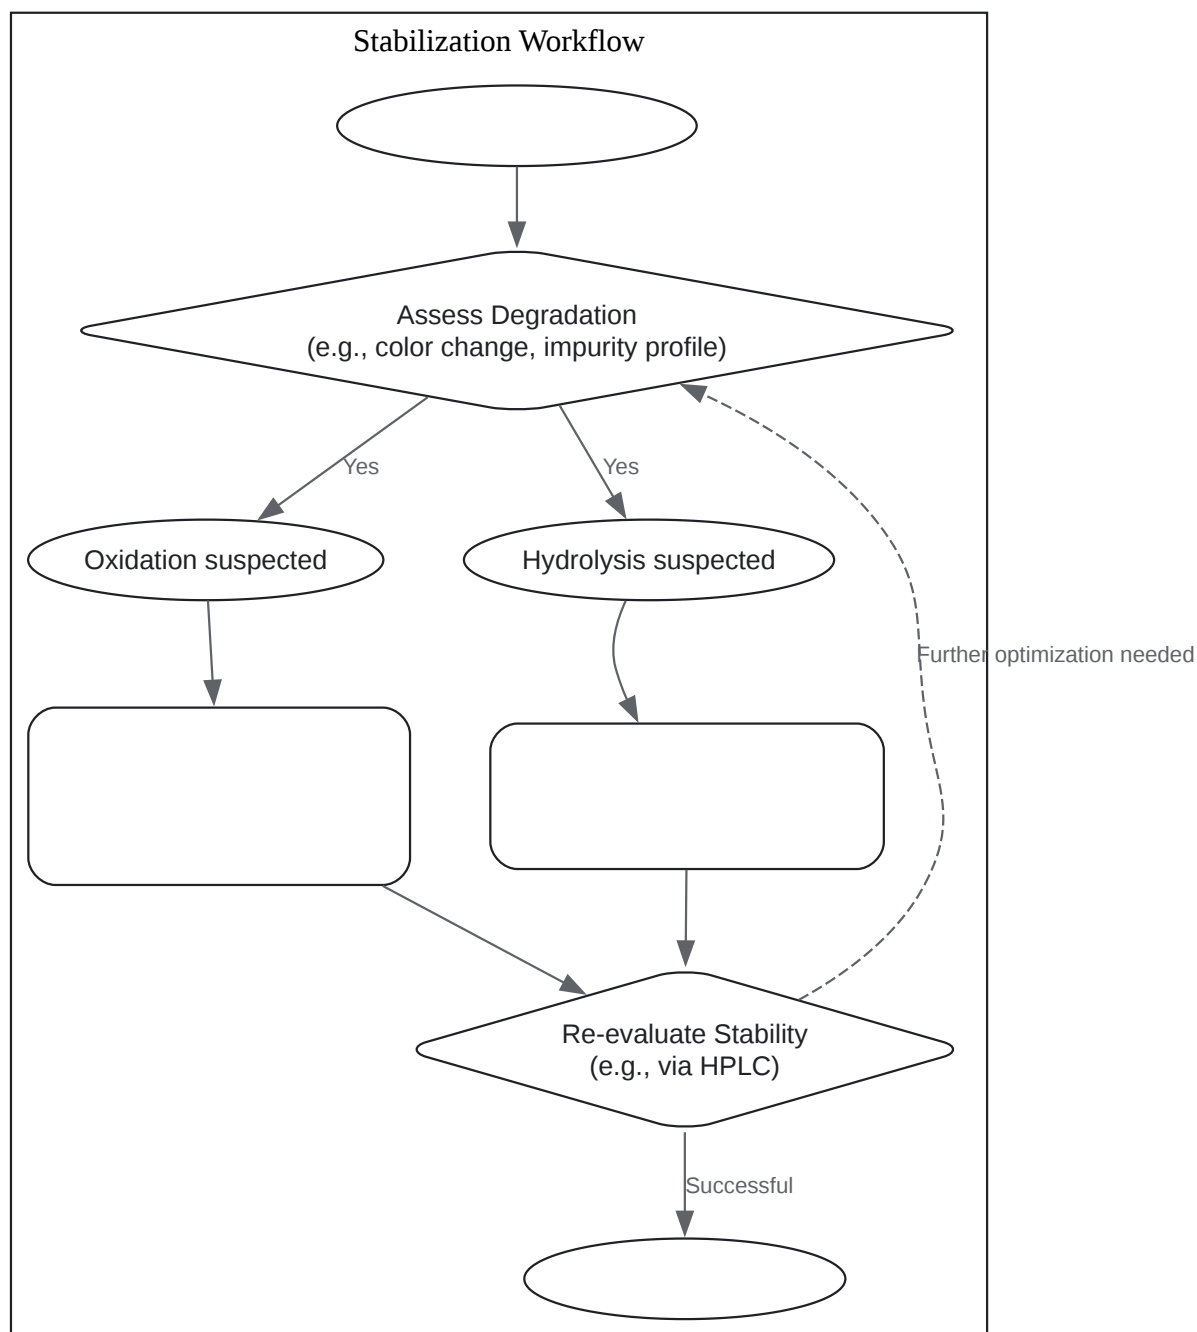 Stabilization Workflow
Assess Degradation
(e.g., color change, impurity profile)
Yes
Yes
Oxidation suspected
Hydrolysis suspected
Further optimization needed
Re-evaluate Stability
(e.g., via HPLC)
Successful